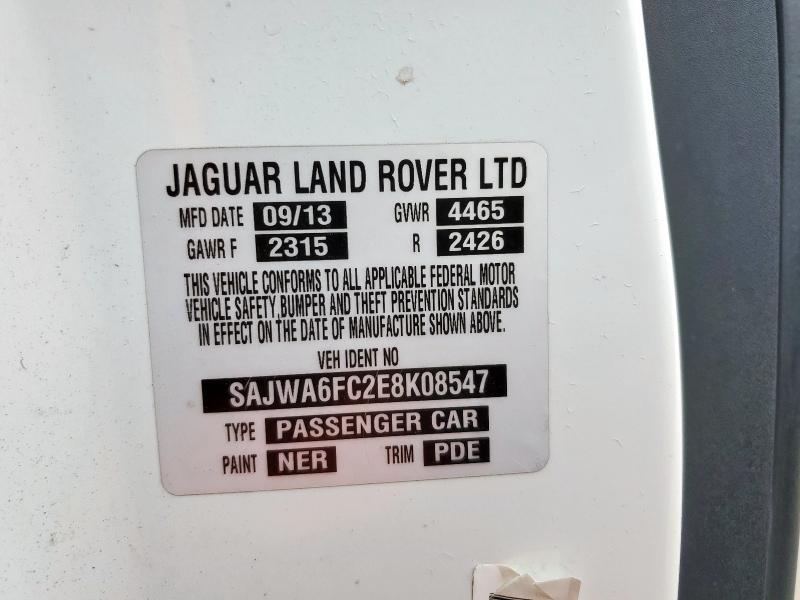 JAGUAR LAND ROVER LTD
MFD DATE 09/13 GVWR 4465
GAWR F 2315 R 2426
THIS VEHICLE CONFORMS TO ALL APPLICABLE FEDERAL MOTOR
VEHICLE SAFETY, BUMPER AND THEFT PREVENTION STANDARDS
IN EFFECT ON THE DATE OF MANUFACTURE SHOWN ABOVE.
VEH IDENT NO
SAJWA6FC2E8K08547
TYPE PASSENGER CAR
PAINT NER TRIM PDE